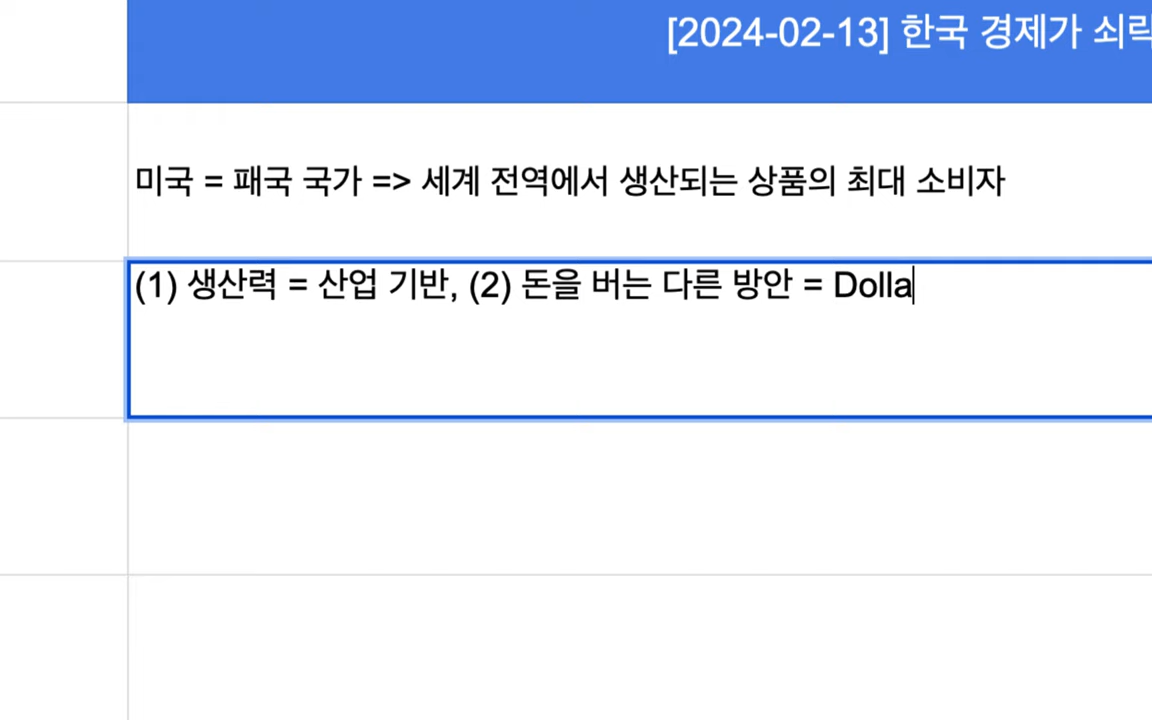 [2024-02-13] 한국 경제가 쇠락
미국 = 패국 국가 => 세계 전역에서 생산되는 상품의 최대 소비자
(1) 생산력 = 산업 기반, (2) 돈을 버는 다른 방안 = Dolla